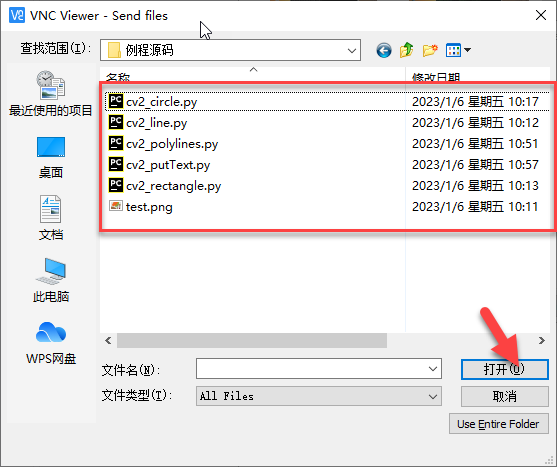 VNC Viewer - Send files
查找范围(I):
例程源码
名称
修改日期
cv2_circle.py
2023/1/6 星期五 10:17
cv2_line.py
2023/1/6 星期五 10:12
cv2_polylines.py
2023/1/6 星期五 10:51
cv2_putText.py
2023/1/6 星期五 10:57
cv2_rectangle.py
2023/1/6 星期五 10:13
test.png
2023/1/6 星期五 10:11
最近使用的项目
桌面
文档
此电脑
WPS网盘
文件名(N):
打开(O)
文件类型(T):
All Files
取消
Use Entire Folder